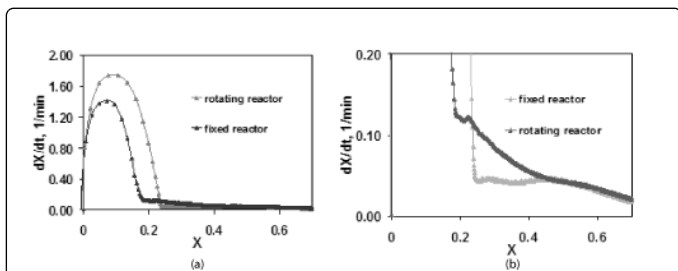 2.00
1.60
1.20
0.80
0.40
0.00
dX/dt, 1/min
rotating reactor
fixed reactor
0
0.2
0.4
0.6
X
(a)
0.20
0.10
0.00
dX/dt, 1/min
fixed reactor
rotating reactor
0
0.2
0.4
0.6
X
(b)